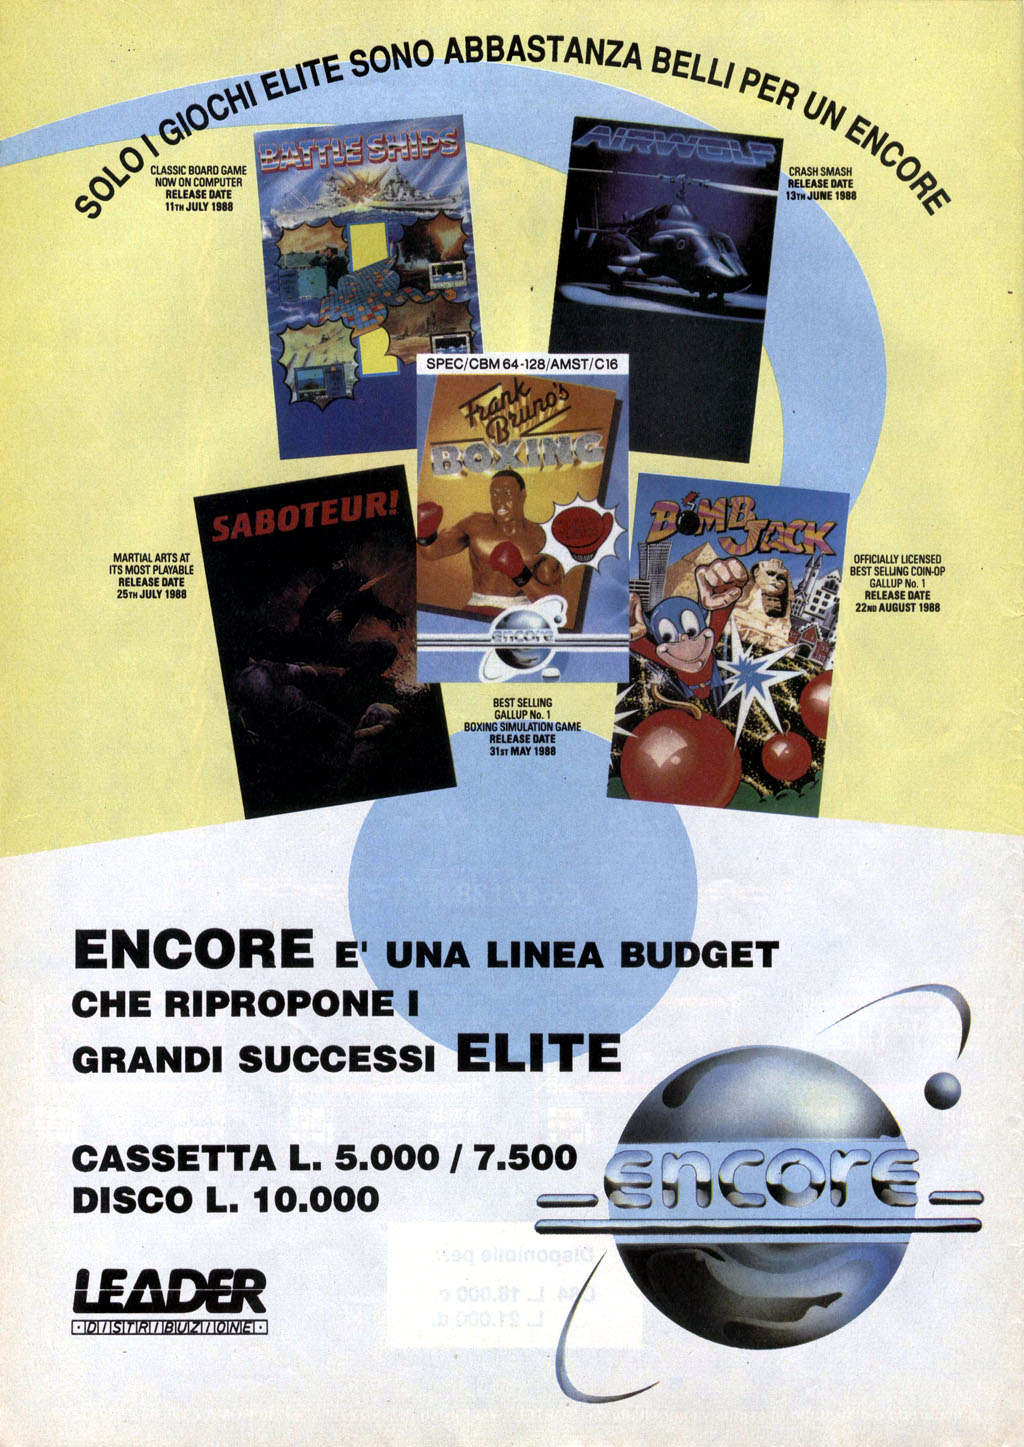 SOLO I GIOCHI ELITE SONO ABBASTANZA BELLI PER UN ENCORE
CLASSIC BOARD GAME
NOW ON COMPUTER
RELEASE DATE
11TH JULY 1988
BATTLE SHIPS
AIRWOLF
CRASH SMASH
RELEASE DATE
13TH JUNE 1988
SPEC/CBM 64-128/AMST/C16
Frank
Bruno's
BOXING
encore
SABOTEUR!
MARTIAL ARTS AT
ITS MOST PLAYABLE
RELEASE DATE
25TH JULY 1988
BOMB
JACK
OFFICIALLY LICENSED
BEST SELLING COIN-OP
GALLUP No. 1
RELEASE DATE
22ND AUGUST 1988
BEST SELLING
GALLUP No. 1
BOXING SIMULATION GAME
RELEASE DATE
31ST MAY 1988
ENCORE E' UNA LINEA BUDGET
CHE RIPROPONE I
GRANDI SUCCESSI ELITE
CASSETTA L. 5.000 / 7.500
DISCO L. 10.000
encore
LEADER
DISTRIBUZIONE